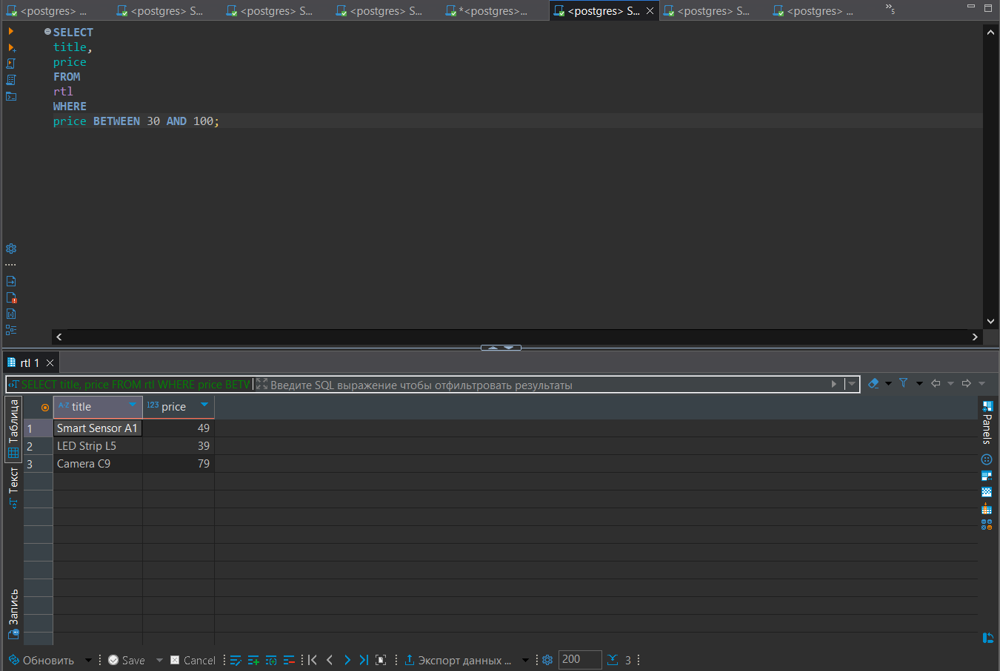 <postgres> ...
<postgres> S...
<postgres> S...
<postgres> S...
*<postgres>...
<postgres> S...
<postgres> S...
<postgres> ...
»5
SELECT
title,
price
FROM
rtl
WHERE
price BETWEEN 30 AND 100;
rtl 1
SELECT title, price FROM rtl WHERE price BETV
Введите SQL выражение чтобы отфильтровать результаты
Таблица
Текст
Запись
A-Z title
123 price
1 Smart Sensor A1 49
2 LED Strip L5 39
3 Camera C9 79
Panels
Обновить
Save
Cancel
Экспорт данных ...
200
3